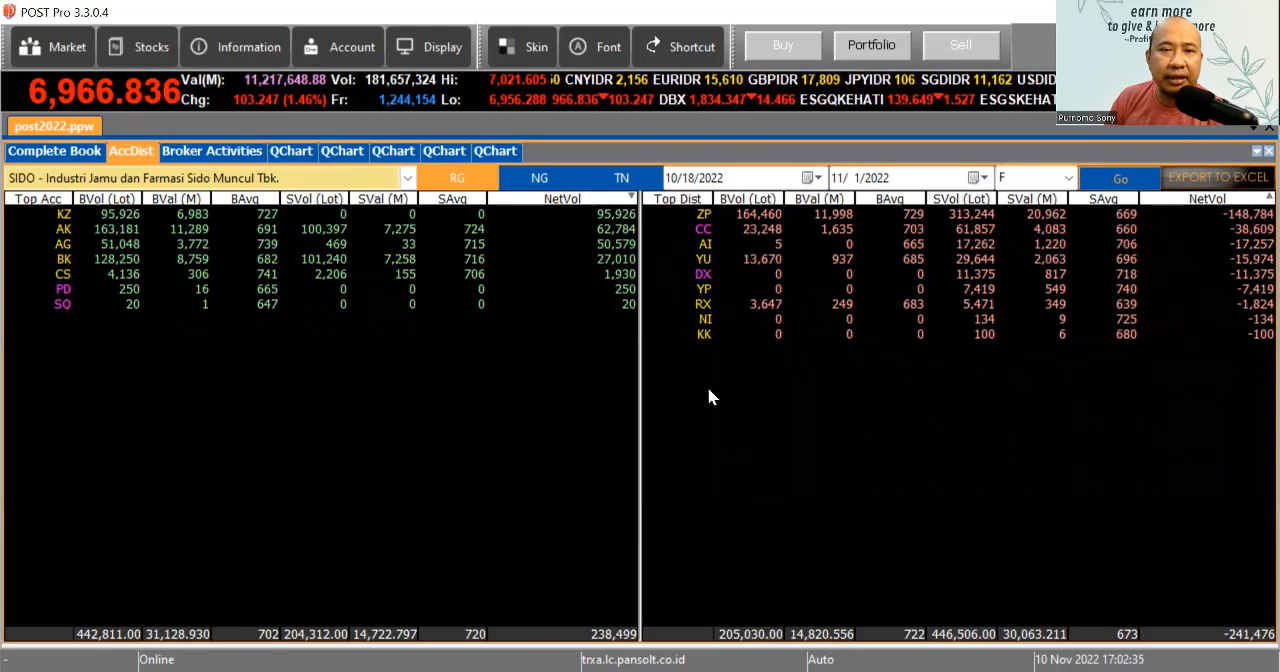 POST Pro 3.3.0.4
Market Stocks Information Account Display Skin Font Shortcut Buy Portfolio Sell
earn more
to give & more
~Profi
Purnomo Sony
6,966.836
Val(M): 11,217,648.88 Vol: 181,657,324 Hi: 7,021.605 CNYIDR 2,156 EURIDR 15,610 GBPIDR 17,809 JPYIDR 106 SGDIDR 11,162 USDID
Chg: 103.247 (1.46%) Fr: 1,244,154 Lo: 6,956.288 966.836 103.247 DBX 1,834.347 14.466 ESGQKEHATI 139.649 1.527 ESGSKEHA
post2022.ppw
Complete Book AccDist Broker Activities QChart QChart QChart QChart QChart
SIDO - Industri Jamu dan Farmasi Sido Muncul Tbk. RG NG TN 10/18/2022 11/ 1/2022 F Go EXPORT TO EXCEL
Top Acc BVol (Lot) BVal (M) BAvg SVol (Lot) SVal (M) SAvg NetVol Top Dist BVol (Lot) BVal (M) BAvg SVol (Lot) SVal (M) SAvg NetVol
KZ 95,926 6,983 727 0 0 0 95,926 ZP 164,460 11,998 729 313,244 20,962 669 -148,784
AK 163,181 11,289 691 100,397 7,275 724 62,784 CC 23,248 1,635 703 61,857 4,083 660 -38,609
AG 51,048 3,772 739 469 33 715 50,579 AI 5 0 665 17,262 1,220 706 -17,257
BK 128,250 8,759 682 101,240 7,258 716 27,010 YU 13,670 937 685 29,644 2,063 696 -15,974
CS 4,136 306 741 2,206 155 706 1,930 DX 0 0 0 11,375 817 718 -11,375
PD 250 16 665 0 0 0 250 YP 0 0 0 7,419 549 740 -7,419
SO 20 1 647 0 0 0 20 RX 3,647 249 683 5,471 349 639 -1,824
NI 0 0 0 134 9 725 -134
KK 0 0 0 100 6 680 -100
442,811.00 31,128.930 702 204,312.00 14,722.797 720 238,499 205,030.00 14,820.556 722 446,506.00 30,063.211 673 -241,476
- Online trxa.lc.pansolt.co.id Auto 10 Nov 2022 17:02:35